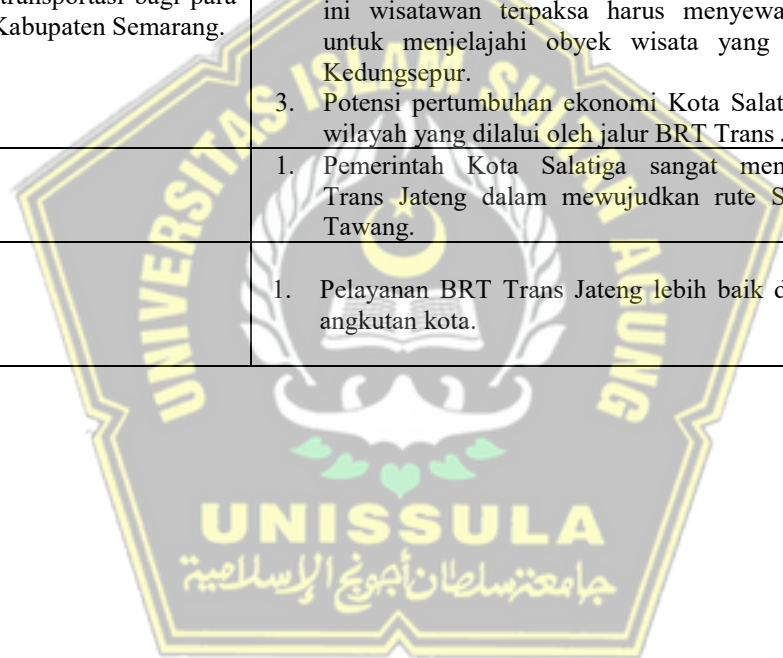 transportasi bagi para
Kabupaten Semarang.
ini wisatawan terpaksa harus menyewa
untuk menjelajahi obyek wisata yang
Kedungsepur.
3. Potensi pertumbuhan ekonomi Kota Salat
wilayah yang dilalui oleh jalur BRT Trans
1. Pemerintah Kota Salatiga sangat men
Trans Jateng dalam mewujudkan rute S
Tawang.
1. Pelayanan BRT Trans Jateng lebih baik d
angkutan kota.
UNIVERSITAS ISLAM SULTAN AGUNG
UNISSULA
جامعتنسلطان أجونج الإسلامية